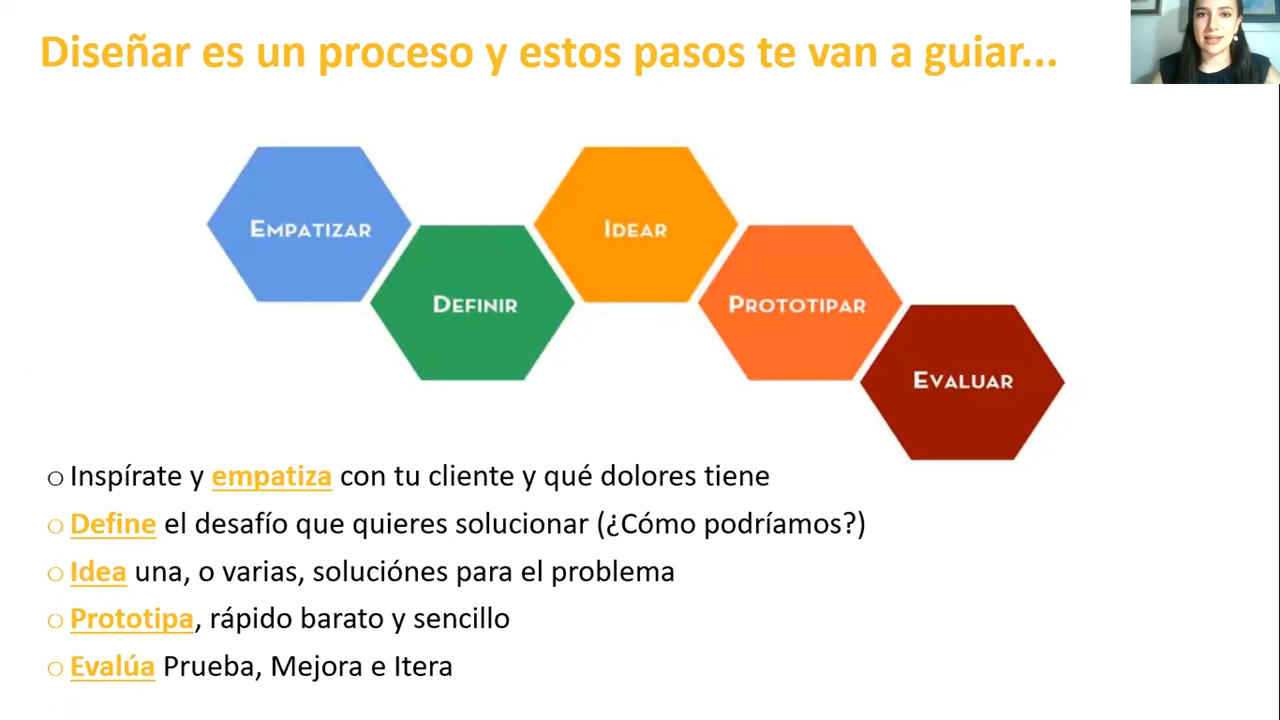 Diseñar es un proceso y estos pasos te van a guiar...
EMPATIZAR
IDEAR
DEFINIR
PROTOTIPAR
EVALUAR
Inspírate y empatiza con tu cliente y qué dolores tiene
Define el desafío que quieres solucionar (¿Cómo podríamos?)
Idea una, o varias, soluciónes para el problema
Prototipa, rápido barato y sencillo
Evalúa Prueba, Mejora e Itera